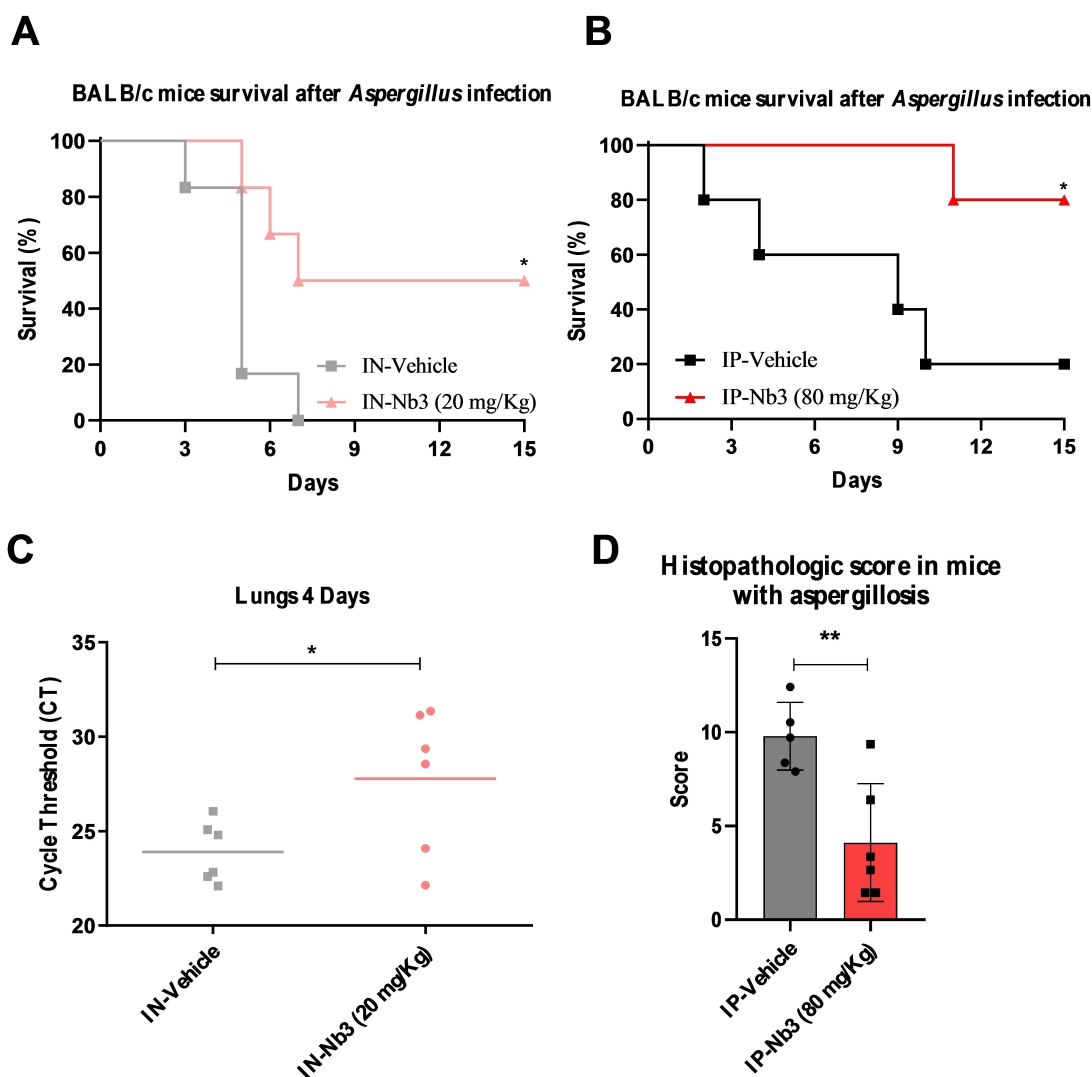 A
BALB/c mice survival after Aspergillus infection
100
80
60
40
20
0
Survival (%)
*
IN-Vehicle
IN-Nb3 (20 mg/Kg)
0 3 6 9 12 15
Days
B
BALB/c mice survival after Aspergillus infection
100
80
60
40
20
0
Survival (%)
*
IP-Vehicle
IP-Nb3 (80 mg/Kg)
0 3 6 9 12 15
Days
C
Lungs 4 Days
35
30
25
20
Cycle Threshold (CT)
*
IN-Vehicle
IN-Nb3 (20 mg/Kg)
D
Histopathologic score in mice
with aspergillosis
15
10
5
0
Score
**
IP-Vehicle
IP-Nb3 (80 mg/Kg)